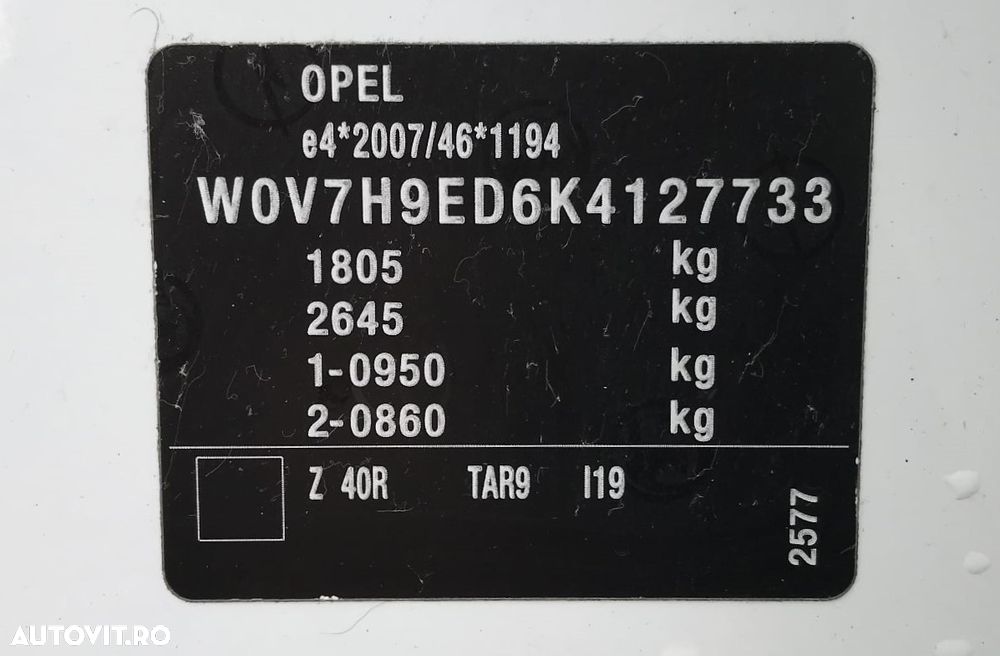 OPEL
e4*2007/46*1194
W0V7H9ED6K4127733
1805 kg
2645 kg
1-0950 kg
2-0860 kg
Z 40R TAR9 I19
2577
AUTOVIT.RO